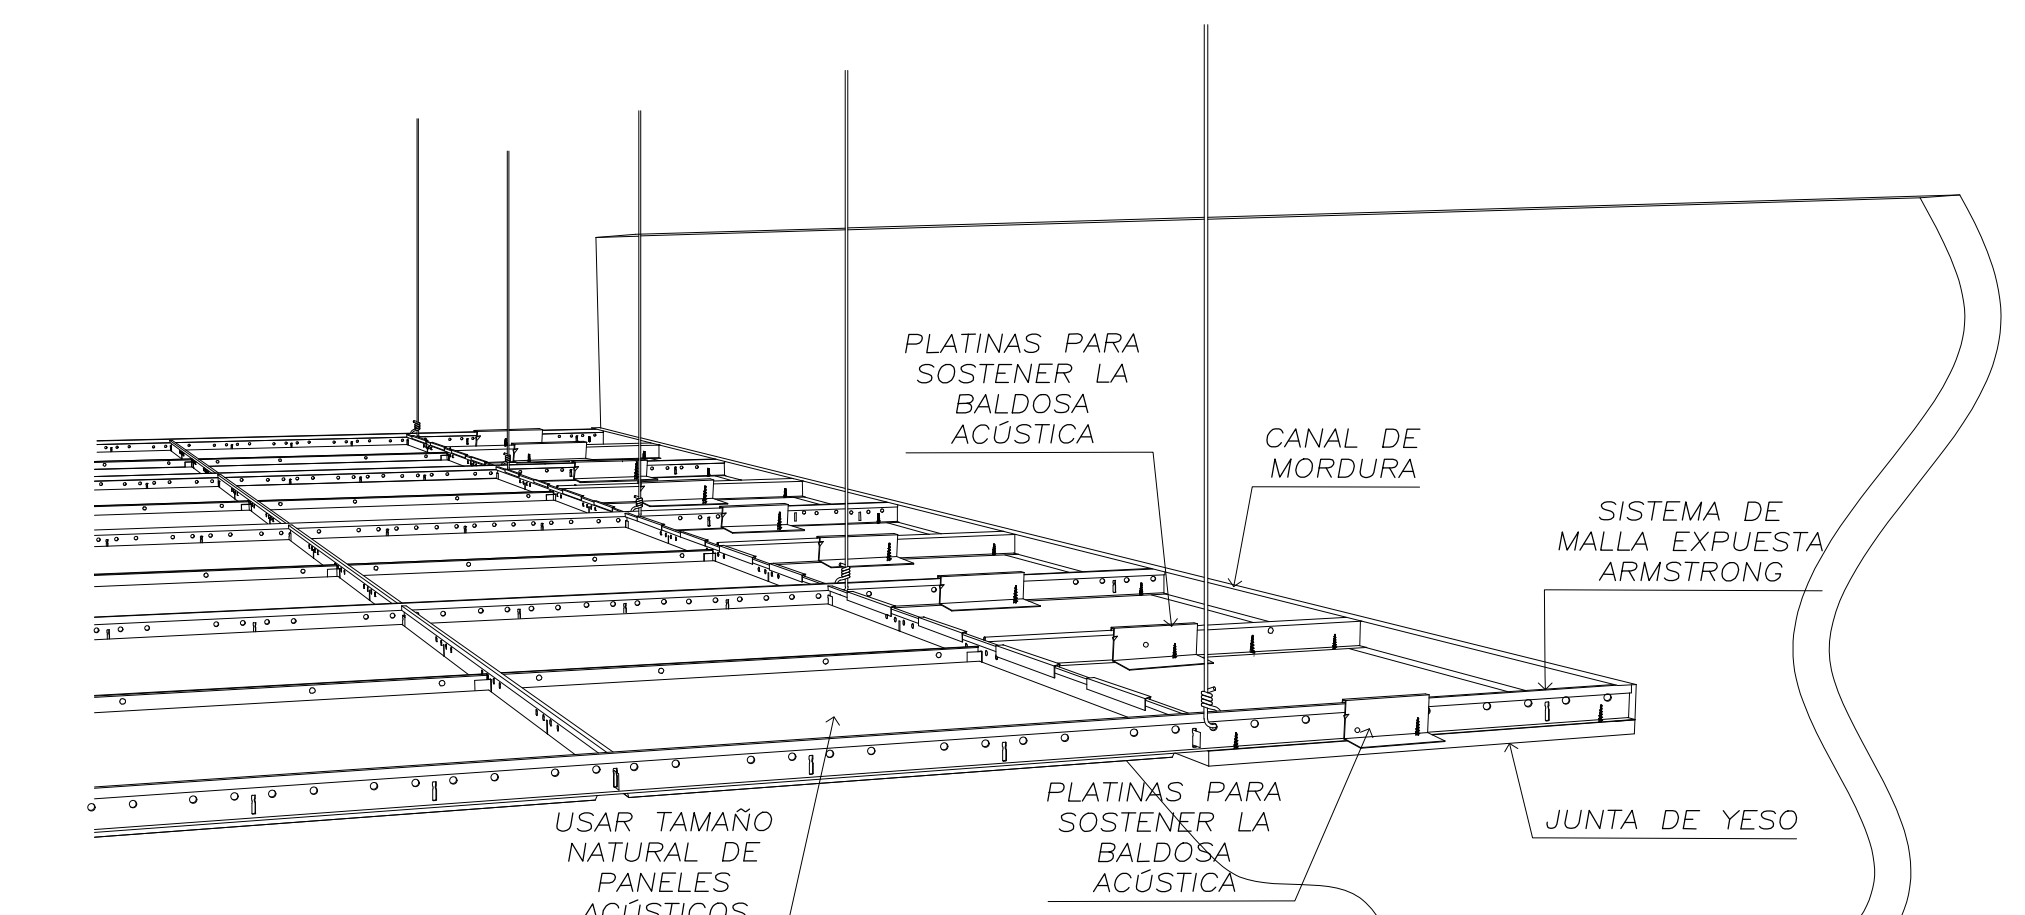 PLATINAS PARA
SOSTENER LA
BALDOSA
ACÚSTICA
CANAL DE
MORDURA
SISTEMA DE
MALLA EXPUESTA
ARMSTRONG
PLATINAS PARA
SOSTENER LA
BALDOSA
ACÚSTICA
JUNTA DE YESO
USAR TAMAÑO
NATURAL DE
PANELES
ACÚSTICOS